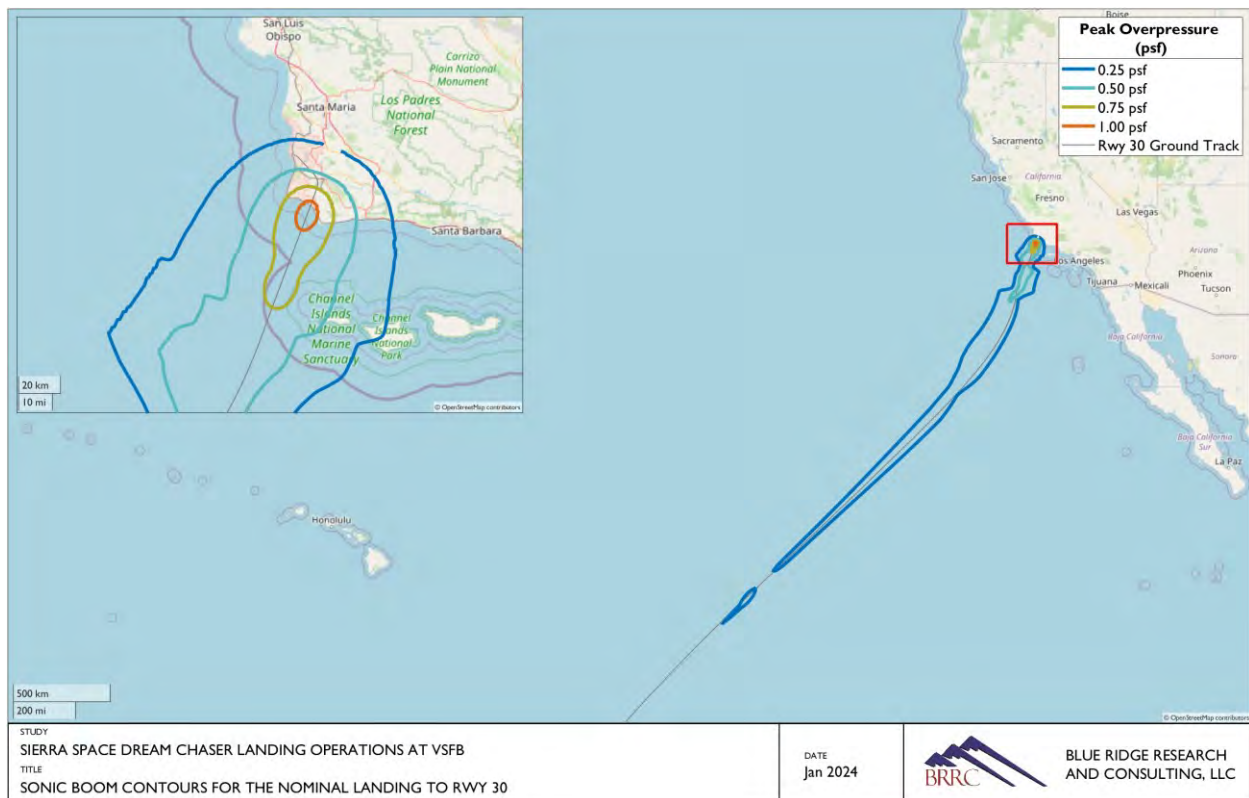 San Luis
Obispo
Carrizo
Plain National
Monument
Santa Maria
Los Padres
National
Forest
Santa Barbara
Channel
Islands
National
Marine
Sanctuary
Channel
Islands
National
Park
20 km
10 mi
© OpenStreetMap contributors
Boise
Peak Overpressure
(psf)
0.25 psf
0.50 psf
0.75 psf
1.00 psf
Rwy 30 Ground Track
Sacramento
San Jose
California
Fresno
Las Vegas
Los Angeles
Arizona
Phoenix
Tijuana
Mexicali
Tucson
Baja California
Sonora
Baja California
Sur
La Paz
Honolulu
500 km
200 mi
© OpenStreetMap contributors
STUDY
SIERRA SPACE DREAM CHASER LANDING OPERATIONS AT VSFB
TITLE
SONIC BOOM CONTOURS FOR THE NOMINAL LANDING TO RWY 30
DATE
Jan 2024
BRRC
BLUE RIDGE RESEARCH
AND CONSULTING, LLC